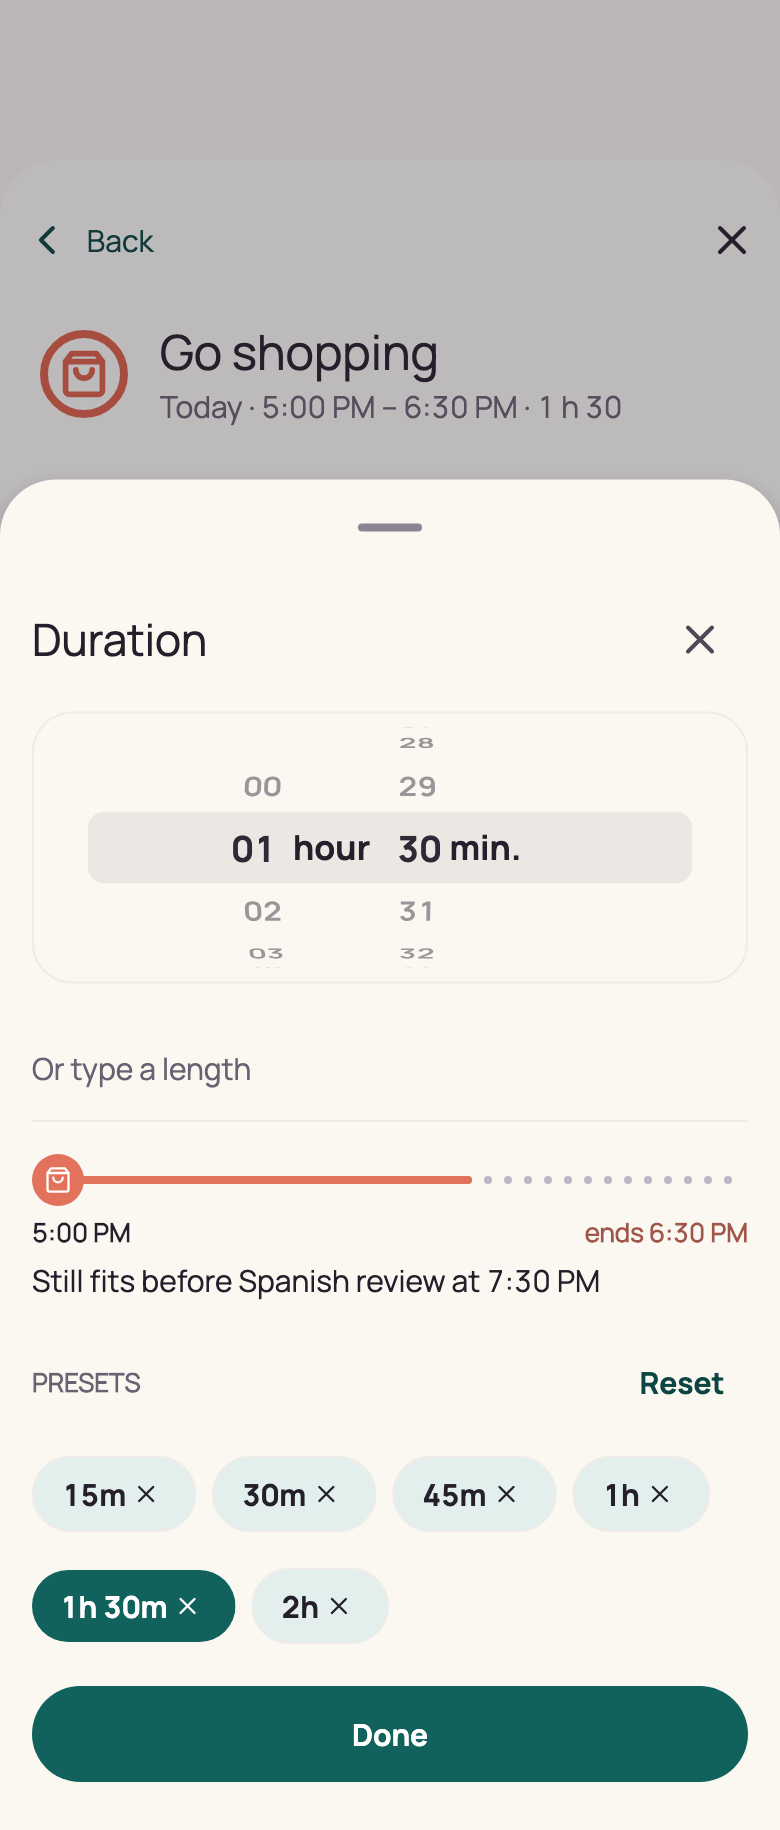 Back
Go shopping
Today · 5:00 PM – 6:30 PM · 1 h 30
Duration
28
00 29
01 hour 30 min.
02 31
03 32
Or type a length
5:00 PM ends 6:30 PM
Still fits before Spanish review at 7:30 PM
PRESETS Reset
15m 30m 45m 1h
1h 30m 2h
Done